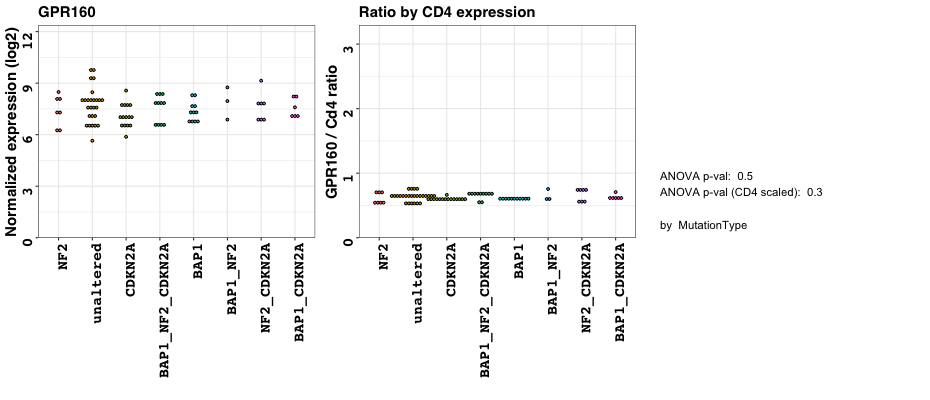 GPR160
Normalized expression (log2)
12
9
6
3
0
NF2
unaltered
CDKN2A
BAP1_NF2_CDKN2A
BAP1
BAP1_NF2
NF2_CDKN2A
BAP1_CDKN2A
Ratio by CD4 expression
GPR160 / Cd4 ratio
3
2
1
0
NF2
unaltered
CDKN2A
BAP1_NF2_CDKN2A
BAP1
BAP1_NF2
NF2_CDKN2A
BAP1_CDKN2A
ANOVA p-val: 0.5
ANOVA p-val (CD4 scaled): 0.3
by MutationType